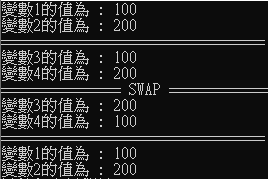 變數1的值為 : 100
變數2的值為 : 200
變數3的值為 : 100
變數4的值為 : 200
SWAP
變數3的值為 : 200
變數4的值為 : 100
變數1的值為 : 100
變數2的值為 : 200